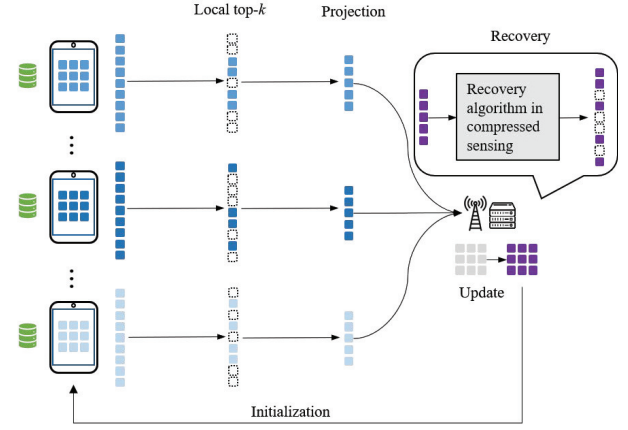 Local top-k
Projection
Recovery
Recovery
algorithm in
compressed
sensing
Update
Initialization